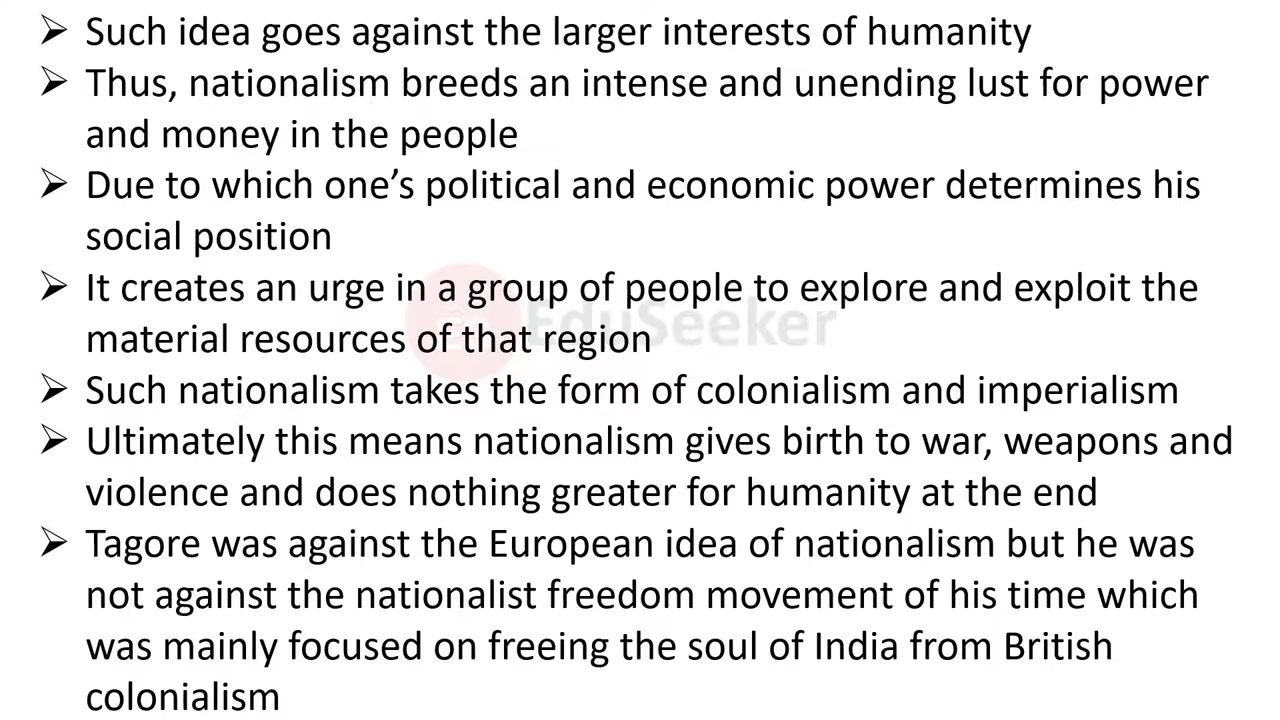 ➢ Such idea goes against the larger interests of humanity
➢ Thus, nationalism breeds an intense and unending lust for power
and money in the people
➢ Due to which one’s political and economic power determines his
social position
➢ It creates an urge in a group of people to explore and exploit the
material resources of that region
EduSeeker
➢ Such nationalism takes the form of colonialism and imperialism
➢ Ultimately this means nationalism gives birth to war, weapons and
violence and does nothing greater for humanity at the end
➢ Tagore was against the European idea of nationalism but he was
not against the nationalist freedom movement of his time which
was mainly focused on freeing the soul of India from British
colonialism